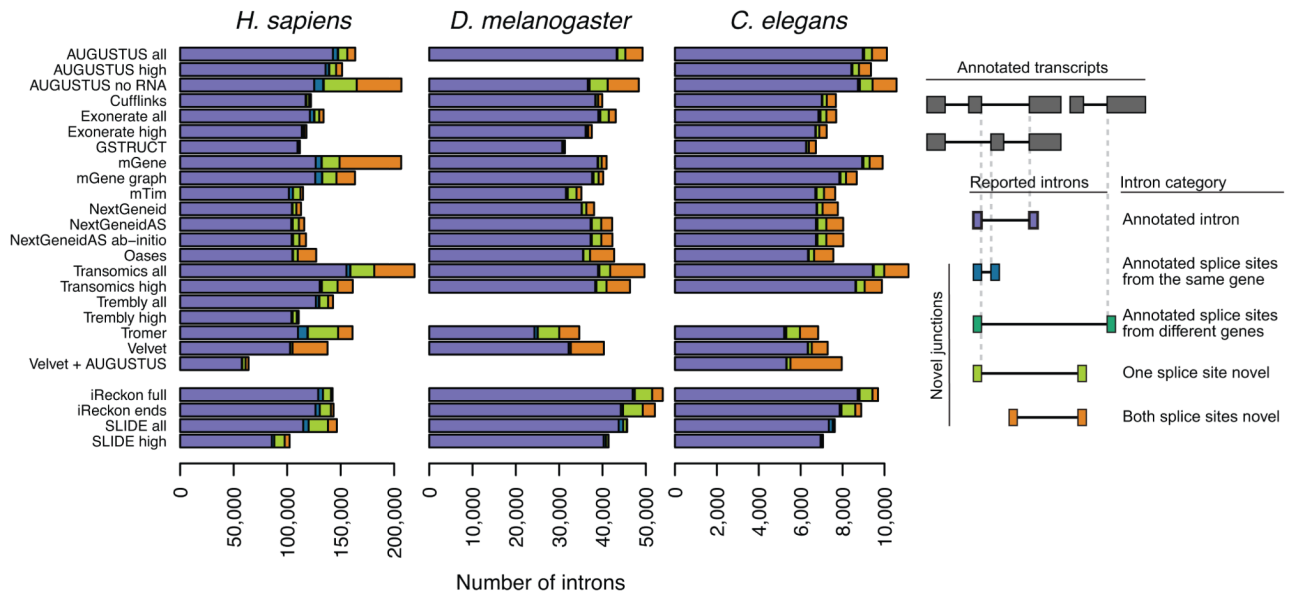 H. sapiens
D. melanogaster
C. elegans
AUGUSTUS all
AUGUSTUS high
AUGUSTUS no RNA
Cufflinks
Exonerate all
Exonerate high
GSTRUCT
mGene
mGene graph
mTim
NextGeneid
NextGeneidAS
NextGeneidAS ab−initio
Oases
Transomics all
Transomics high
Trembly all
Trembly high
Tromer
Velvet
Velvet + AUGUSTUS
iReckon full
iReckon ends
SLIDE all
SLIDE high
0
50,000
100,000
150,000
200,000
0
10,000
20,000
30,000
40,000
50,000
0
2,000
4,000
6,000
8,000
10,000
Number of introns
Annotated transcripts
Reported introns
Intron category
Annotated intron
Annotated splice sites
from the same gene
Annotated splice sites
from different genes
One splice site novel
Both splice sites novel
Novel junctions